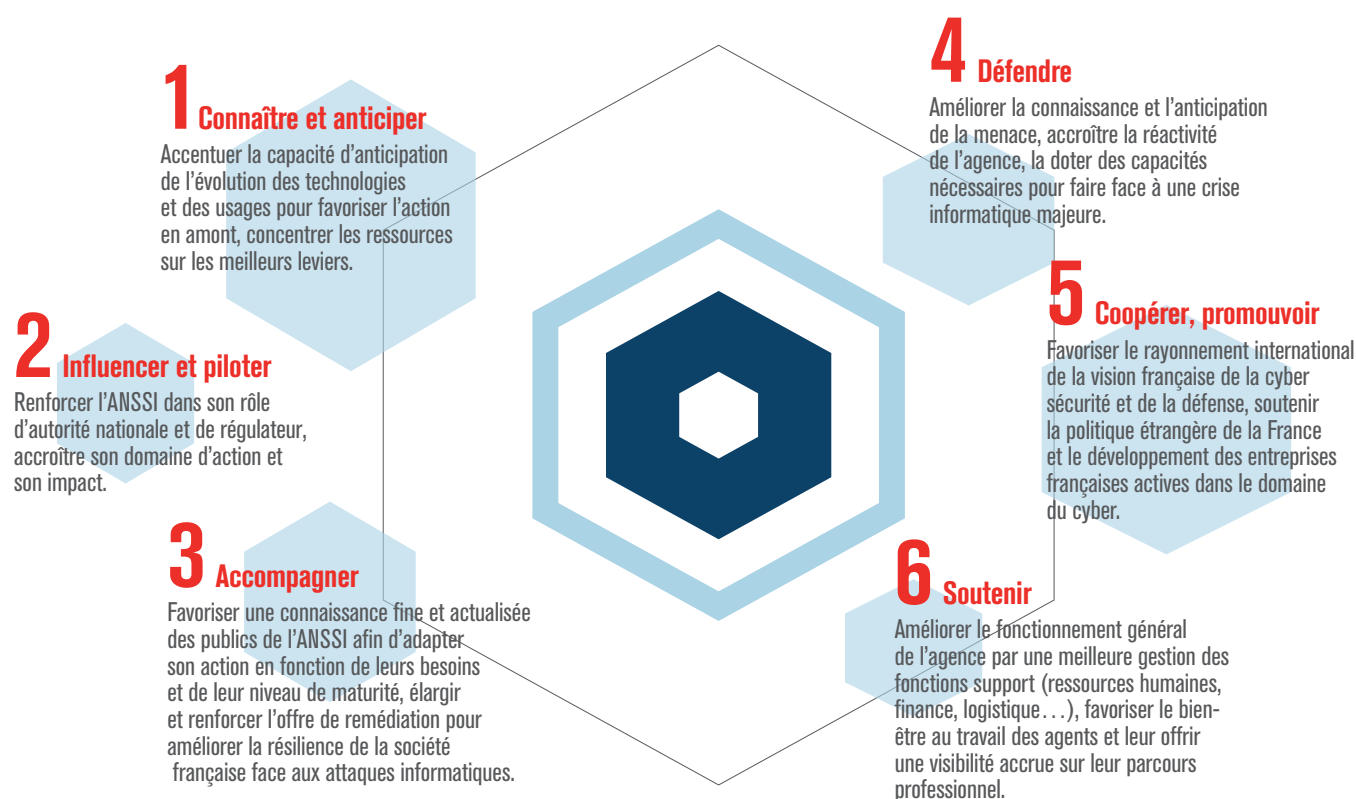 1 Connaître et anticiper
Accentuer la capacité d’anticipation
de l’évolution des technologies
et des usages pour favoriser l’action
en amont, concentrer les ressources
sur les meilleurs leviers.
2 Influencer et piloter
Renforcer l’ANSSI dans son rôle
d’autorité nationale et de régulateur,
accroître son domaine d’action et
son impact.
3 Accompagner
Favoriser une connaissance fine et actualisée
des publics de l’ANSSI afin d’adapter
son action en fonction de leurs besoins
et de leur niveau de maturité, élargir
et renforcer l’offre de remédiation pour
améliorer la résilience de la société
française face aux attaques informatiques.
4 Défendre
Améliorer la connaissance et l’anticipation
de la menace, accroître la réactivité
de l’agence, la doter des capacités
nécessaires pour faire face à une crise
informatique majeure.
5 Coopérer, promouvoir
Favoriser le rayonnement international
de la vision française de la cyber
sécurité et de la défense, soutenir
la politique étrangère de la France
et le développement des entreprises
françaises actives dans le domaine
du cyber.
6 Soutenir
Améliorer le fonctionnement général
de l’agence par une meilleure gestion des
fonctions support (ressources humaines,
finance, logistique…), favoriser le bien-
être au travail des agents et leur offrir
une visibilité accrue sur leur parcours
professionnel.